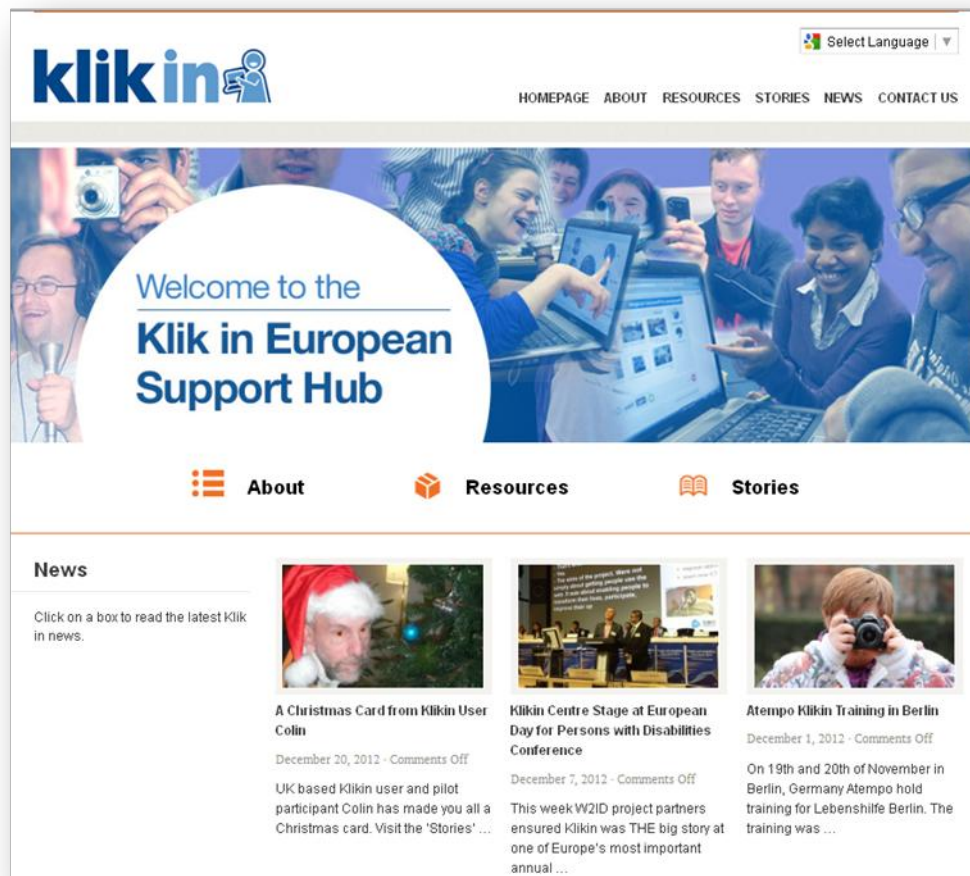 klik in
Select Language ▼
HOMEPAGE ABOUT RESOURCES STORIES NEWS CONTACT US
Welcome to the
Klik in European
Support Hub
About
Resources
Stories
News
Click on a box to read the latest Klik
in news.
A Christmas Card from Klikin User
Colin
December 20, 2012 · Comments Off
UK based Klikin user and pilot
participant Colin has made you all a
Christmas card. Visit the 'Stories' ...
Klikin Centre Stage at European
Day for Persons with Disabilities
Conference
December 7, 2012 · Comments Off
This week W2ID project partners
ensured Klikin was THE big story at
one of Europe's most important
annual ...
Atempo Klikin Training in Berlin
December 1, 2012 · Comments Off
On 19th and 20th of November in
Berlin, Germany Atempo hold
training for Lebenshilfe Berlin. The
training was ...